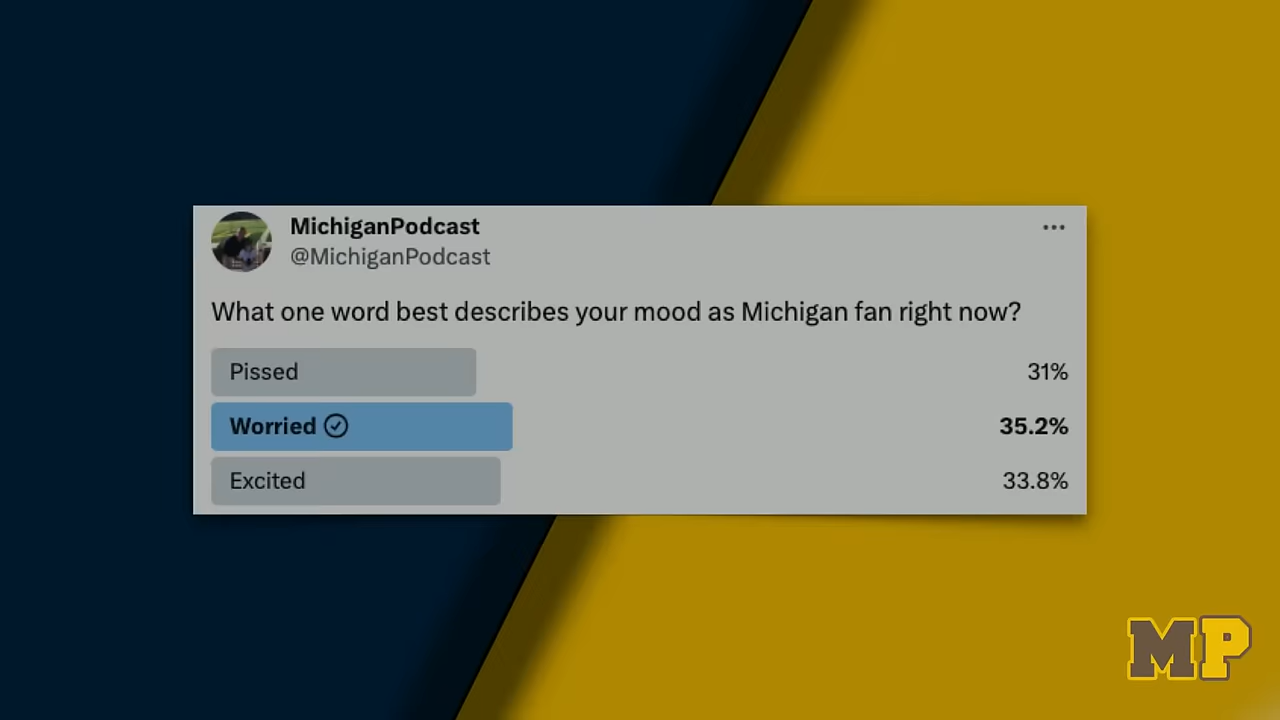 MichiganPodcast
@MichiganPodcast
What one word best describes your mood as Michigan fan right now?
Pissed 31%
Worried 35.2%
Excited 33.8%
MP